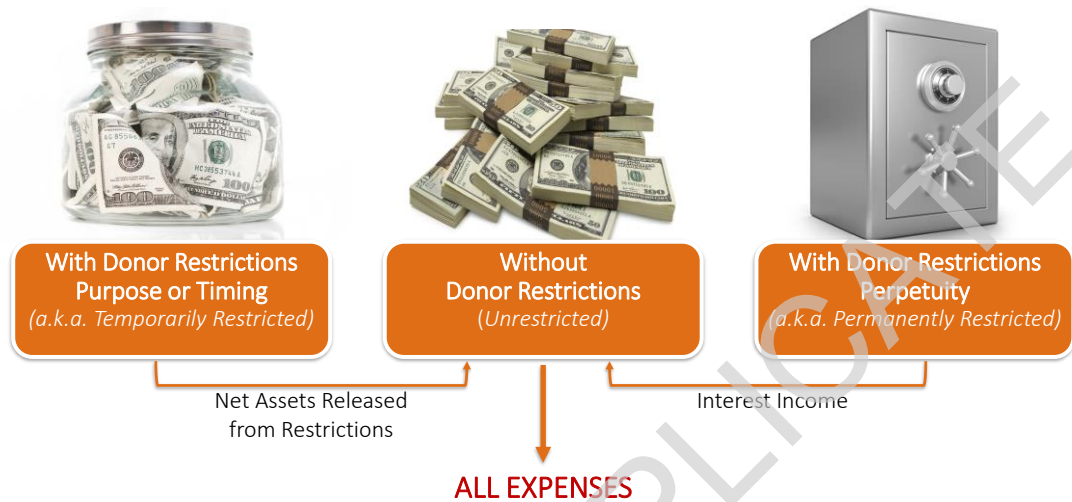 With Donor Restrictions
Purpose or Timing
(a.k.a. Temporarily Restricted)
Without
Donor Restrictions
(Unrestricted)
With Donor Restrictions
Perpetuity
(a.k.a. Permanently Restricted)
Net Assets Released
from Restrictions
Interest Income
ALL EXPENSES
PLICATE